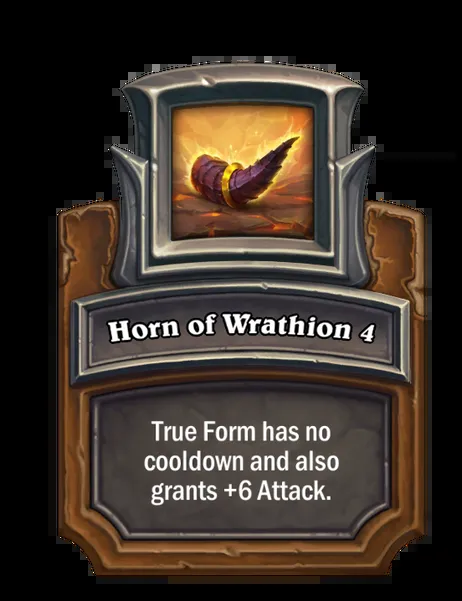 Horn of Wrathion 4
True Form has no
cooldown and also
grants +6 Attack.